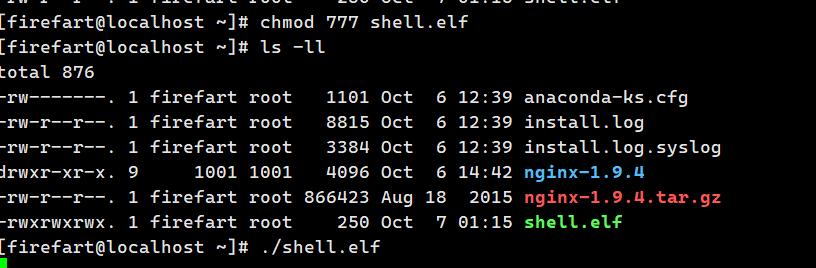 [firefart@localhost ~]# chmod 777 shell.elf
[firefart@localhost ~]# ls -ll
total 876
-rw-------. 1 firefart root   1101 Oct  6 12:39 anaconda-ks.cfg
-rw-r--r--. 1 firefart root   8815 Oct  6 12:39 install.log
-rw-r--r--. 1 firefart root   3384 Oct  6 12:39 install.log.syslog
drwxr-xr-x. 9     1001 1001   4096 Oct  6 14:42 nginx-1.9.4
-rw-r--r--. 1 firefart root 866423 Aug 18  2015 nginx-1.9.4.tar.gz
-rwxrwxrwx. 1 firefart root    250 Oct  7 01:15 shell.elf
[firefart@localhost ~]# ./shell.elf